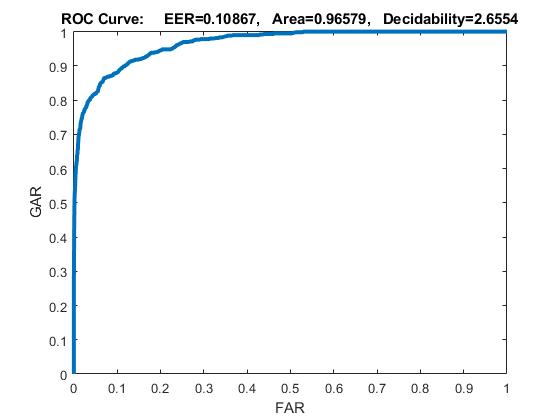 ROC Curve: EER=0.10867, Area=0.96579, Decidability=2.6554
1
0.9
0.8
0.7
0.6
0.5
0.4
0.3
0.2
0.1
0
GAR
0 0.1 0.2 0.3 0.4 0.5 0.6 0.7 0.8 0.9 1
FAR